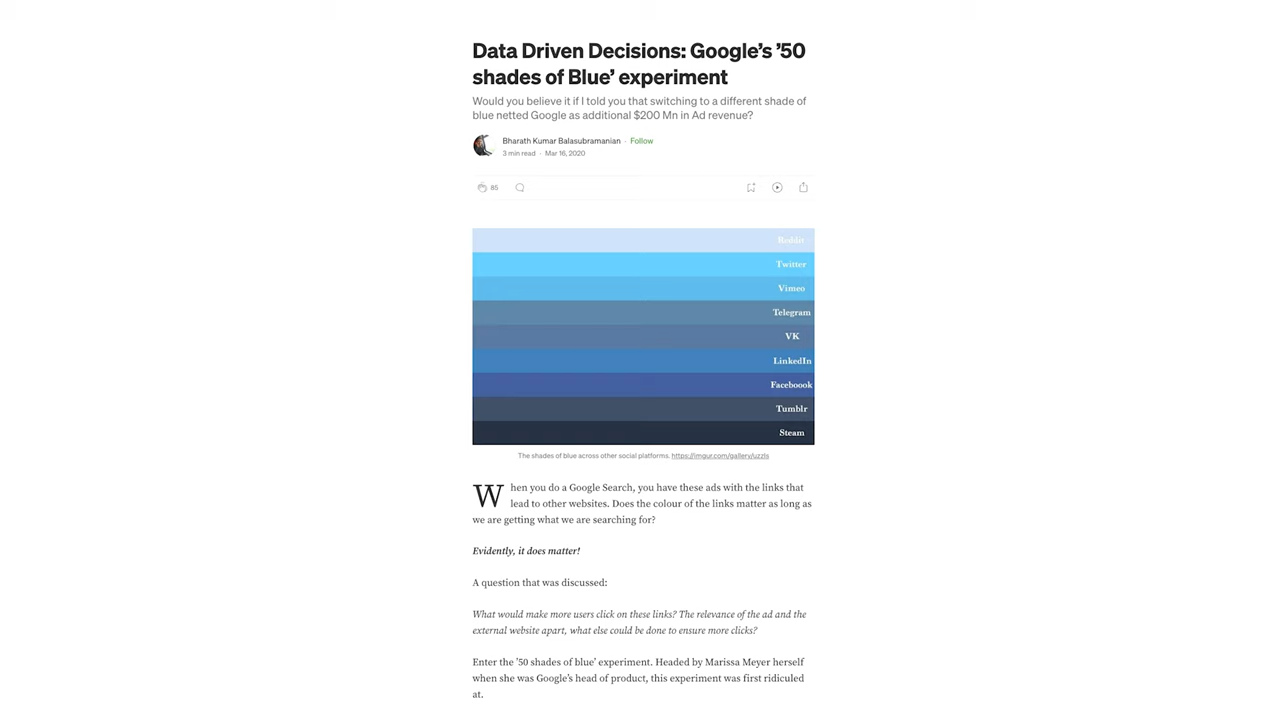 Data Driven Decisions: Google's '50
shades of Blue' experiment
Would you believe it if I told you that switching to a different shade of
blue netted Google as additional $200 Mn in Ad revenue?
Bharath Kumar Balasubramanian · Follow
3 min read · Mar 16, 2020
85
Reddit
Twitter
Vimeo
Telegram
VK
LinkedIn
Faceboook
Tumblr
Steam
The shades of blue across other social platforms. https://imgur.com/gallery/uzzls
When you do a Google Search, you have these ads with the links that
lead to other websites. Does the colour of the links matter as long as
we are getting what we are searching for?
Evidently, it does matter!
A question that was discussed:
What would make more users click on these links? The relevance of the ad and the
external website apart, what else could be done to ensure more clicks?
Enter the '50 shades of blue' experiment. Headed by Marissa Meyer herself
when she was Google's head of product, this experiment was first ridiculed
at.